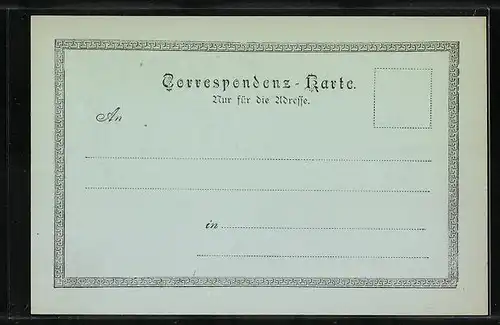 Correspondenz-Karte.
Nur für die Adresse.
An
in